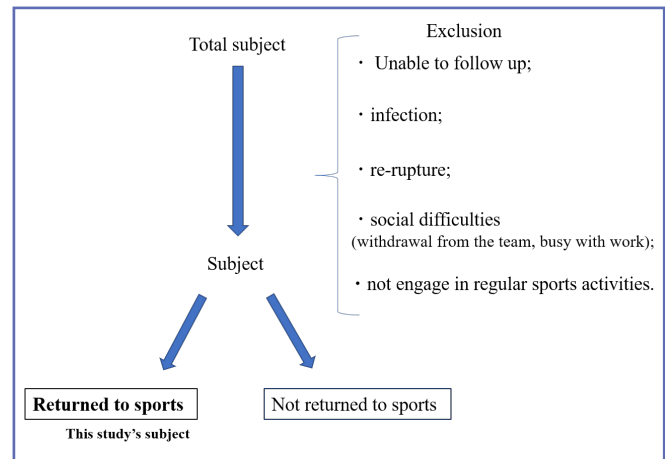 Total subject
Exclusion
・ Unable to follow up;
・infection;
・re-rupture;
・social difficulties
(withdrawal from the team, busy with work);
・not engage in regular sports activities.
Subject
Returned to sports
This study's subject
Not returned to sports